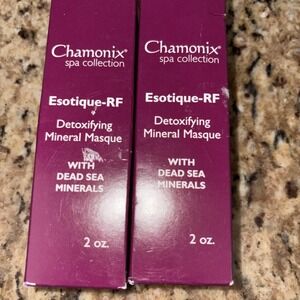 Chamonix®
spa collection
Esotique-RF
Detoxifying
Mineral Masque
WITH
DEAD SEA
MINERALS
2 oz.
Chamonix®
spa collection
Esotique-RF
Detoxifying
Mineral Masque
WITH
DEAD SEA
MINERALS
2 oz.